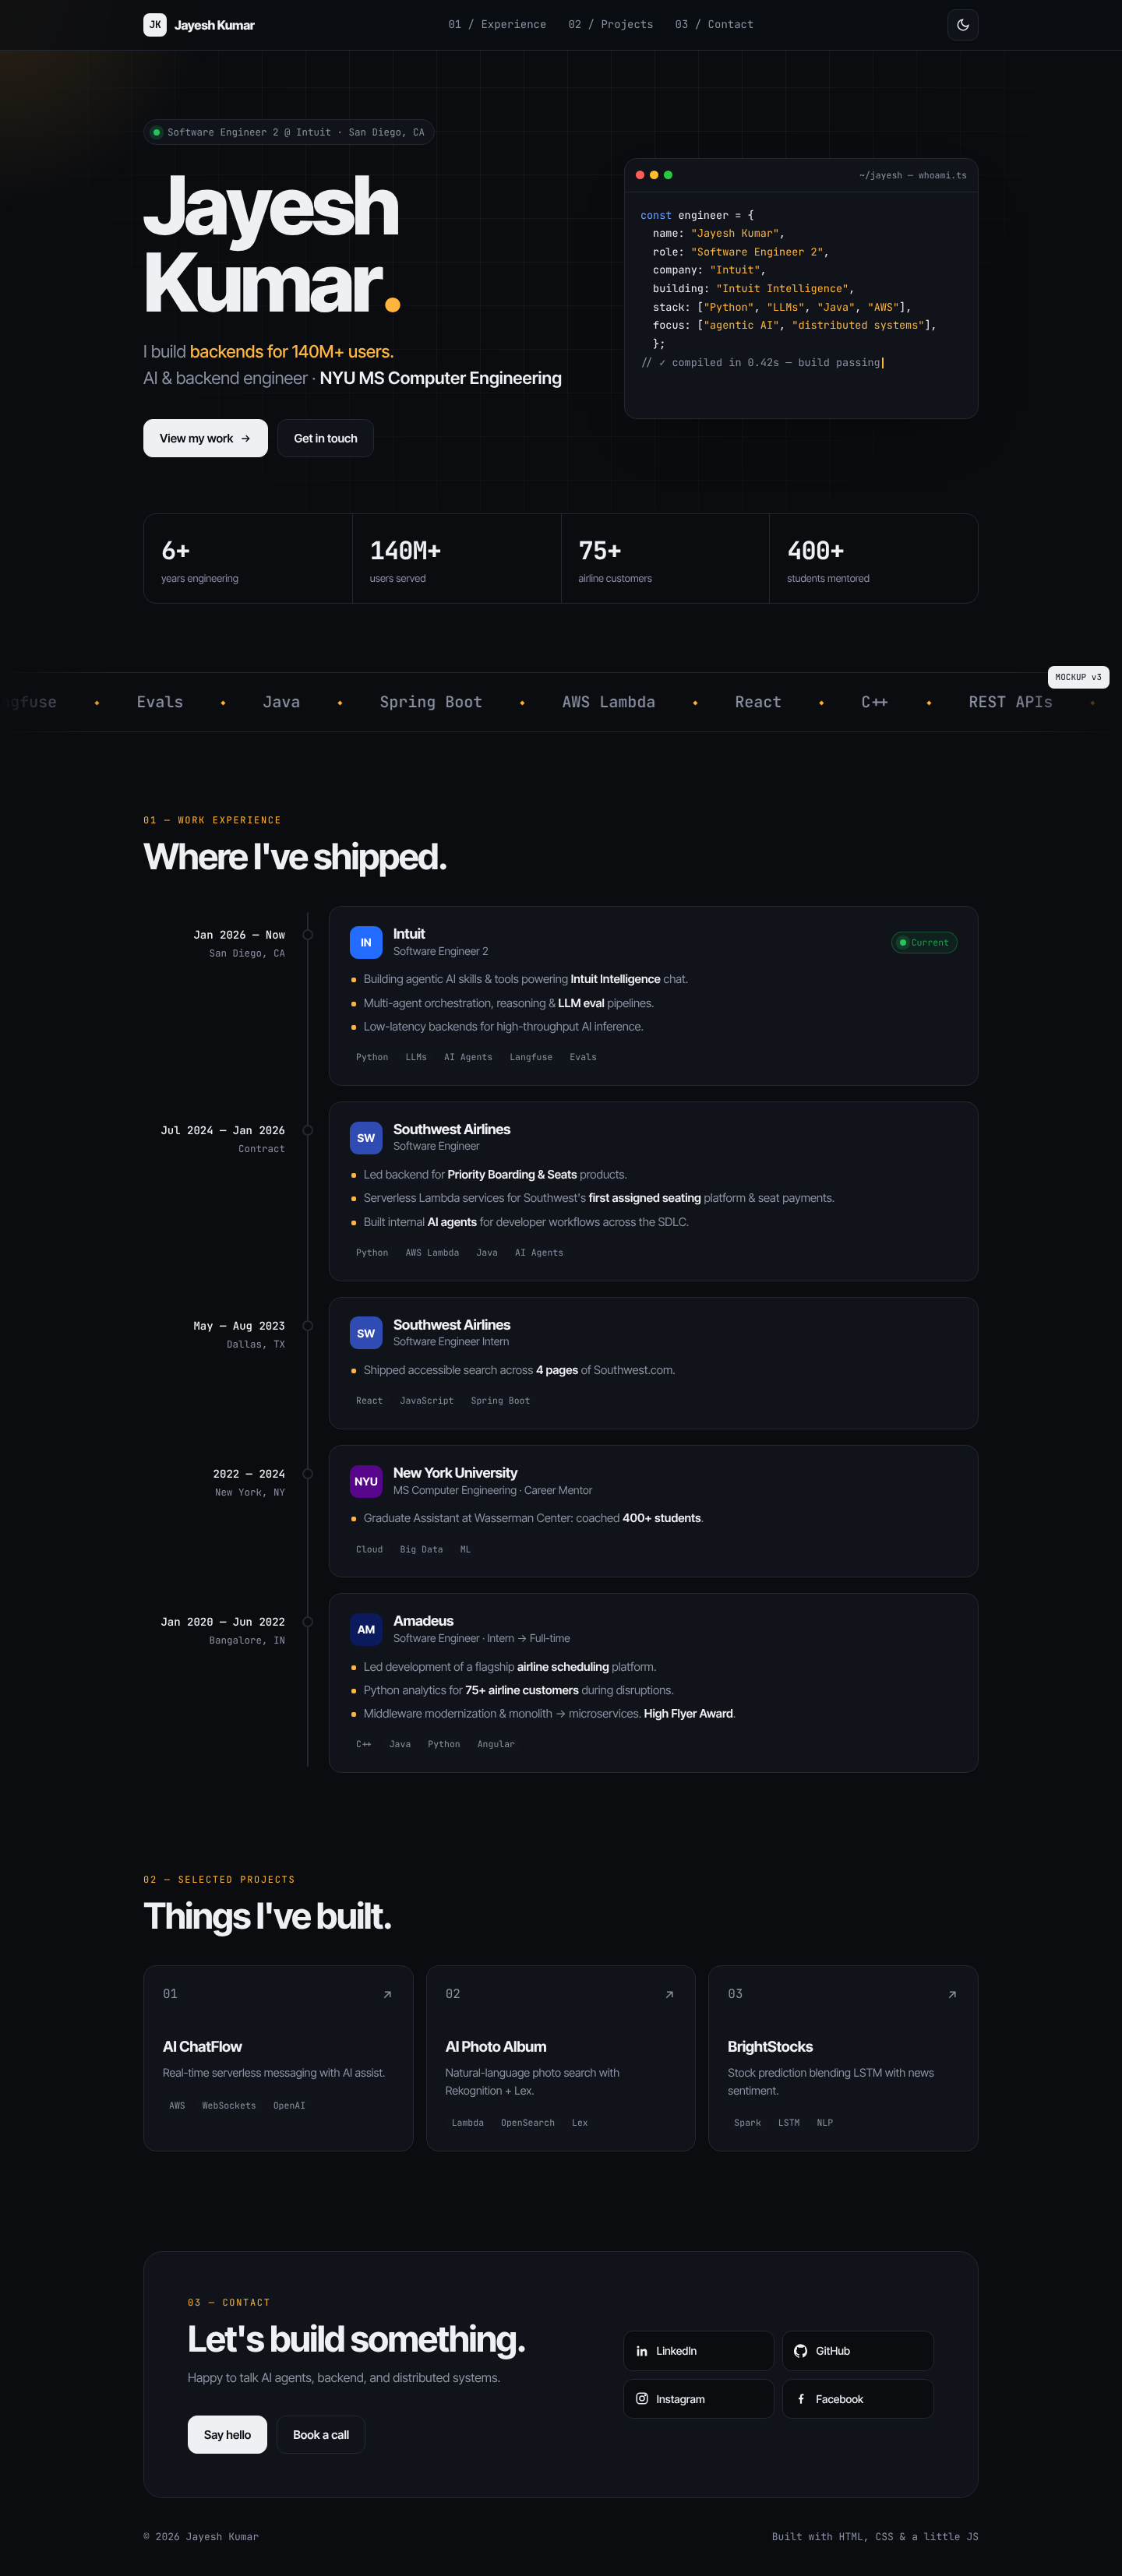 JK Jayesh Kumar
01 / Experience 02 / Projects 03 / Contact
Software Engineer 2 @ Intuit · San Diego, CA
Jayesh
Kumar.
I build backends for 140M+ users.
AI & backend engineer · NYU MS Computer Engineering
View my work →
Get in touch
~/jayesh — whoami.ts
const engineer = {
name: "Jayesh Kumar",
role: "Software Engineer 2",
company: "Intuit",
building: "Intuit Intelligence",
stack: ["Python", "LLMs", "Java", "AWS"],
focus: ["agentic AI", "distributed systems"],
};
// ✓ compiled in 0.42s — build passing
6+
years engineering
140M+
users served
75+
airline customers
400+
students mentored
MOCKUP v3
ngfuse ◆ Evals ◆ Java ◆ Spring Boot ◆ AWS Lambda ◆ React ◆ C++ ◆ REST APIs ◆
01 — WORK EXPERIENCE
Where I've shipped.
Jan 2026 — Now
San Diego, CA
IN
Intuit
Software Engineer 2
Current
Building agentic AI skills & tools powering Intuit Intelligence chat.
Multi-agent orchestration, reasoning & LLM eval pipelines.
Low-latency backends for high-throughput AI inference.
Python LLMs AI Agents Langfuse Evals
Jul 2024 — Jan 2026
Contract
SW
Southwest Airlines
Software Engineer
Led backend for Priority Boarding & Seats products.
Serverless Lambda services for Southwest's first assigned seating platform & seat payments.
Built internal AI agents for developer workflows across the SDLC.
Python AWS Lambda Java AI Agents
May — Aug 2023
Dallas, TX
SW
Southwest Airlines
Software Engineer Intern
Shipped accessible search across 4 pages of Southwest.com.
React JavaScript Spring Boot
2022 — 2024
New York, NY
NYU
New York University
MS Computer Engineering · Career Mentor
Graduate Assistant at Wasserman Center: coached 400+ students.
Cloud Big Data ML
Jan 2020 — Jun 2022
Bangalore, IN
AM
Amadeus
Software Engineer · Intern → Full-time
Led development of a flagship airline scheduling platform.
Python analytics for 75+ airline customers during disruptions.
Middleware modernization & monolith → microservices. High Flyer Award.
C++ Java Python Angular
02 — SELECTED PROJECTS
Things I've built.
01 ↗
AI ChatFlow
Real-time serverless messaging with AI assist.
AWS WebSockets OpenAI
02 ↗
AI Photo Album
Natural-language photo search with
Rekognition + Lex.
Lambda OpenSearch Lex
03 ↗
BrightStocks
Stock prediction blending LSTM with news
sentiment.
Spark LSTM NLP
03 — CONTACT
Let's build something.
Happy to talk AI agents, backend, and distributed systems.
Say hello
Book a call
LinkedIn
GitHub
Instagram
Facebook
© 2026 Jayesh Kumar
Built with HTML, CSS & a little JS